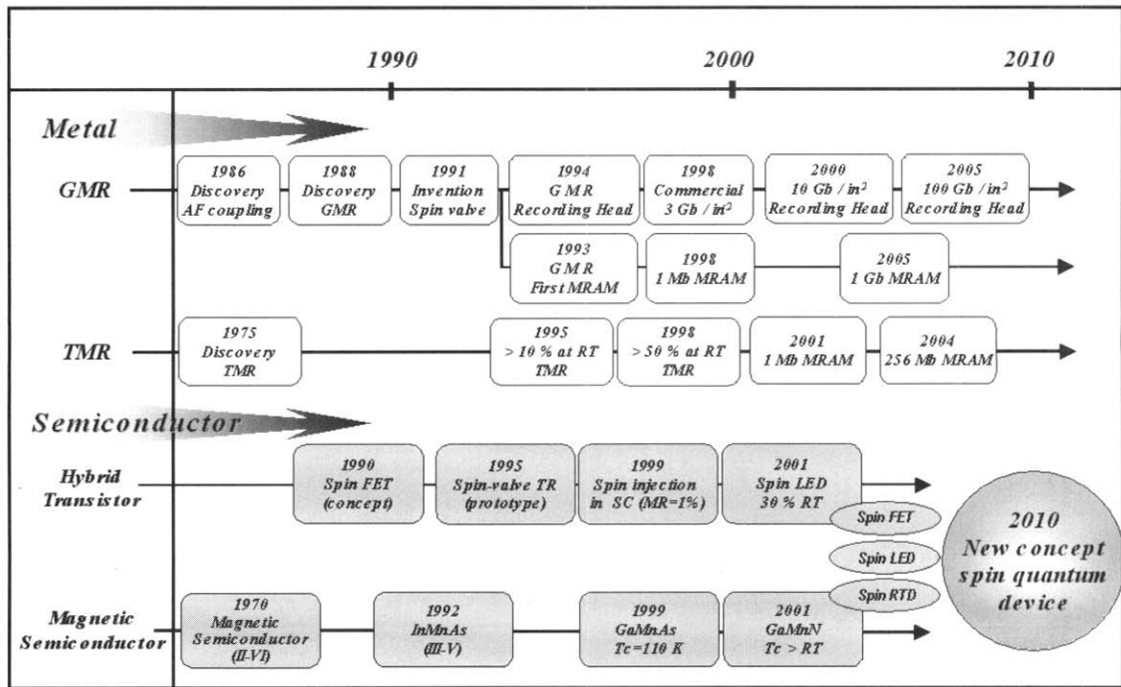 1990
2000
2010
Metal
GMR
1986
Discovery
AF coupling
1988
Discovery
GMR
1991
Invention
Spin valve
1994
GMR
Recording Head
1998
Commercial
3 Gb / in²
2000
10 Gb / in²
Recording Head
2005
100 Gb / in²
Recording Head
1993
GMR
First MRAM
1998
1 Mb MRAM
2005
1 Gb MRAM
TMR
1975
Discovery
TMR
1995
> 10 % at RT
TMR
1998
> 50 % at RT
TMR
2001
1 Mb MRAM
2004
256 Mb MRAM
Semiconductor
Hybrid
Transistor
1990
Spin FET
(concept)
1995
Spin-valve TR
(prototype)
1999
Spin injection
in SC (MR=1%)
2001
Spin LED
30 % RT
Spin FET
Spin LED
Spin RTD
2010
New concept
spin quantum
device
Magnetic
Semiconductor
1970
Magnetic
Semiconductor
(II-VI)
1992
InMnAs
(III-V)
1999
GaMnAs
Tc=110 K
2001
GaMnN
Tc > RT